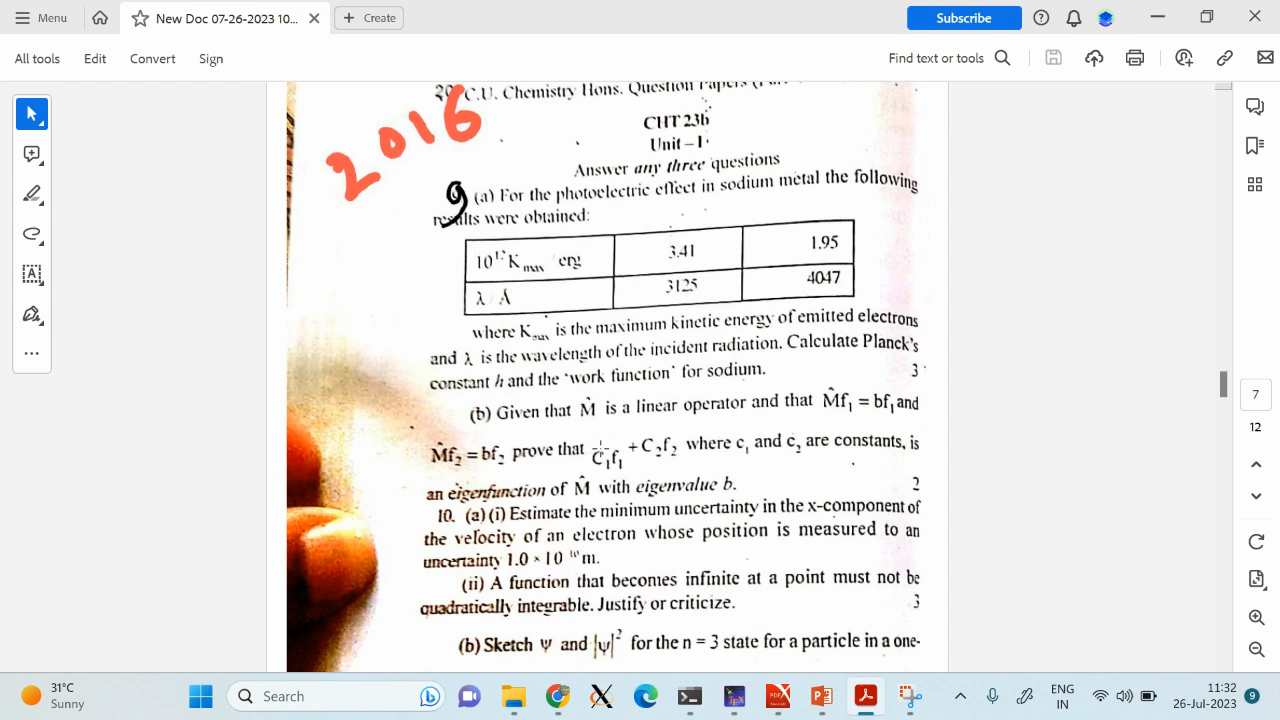 Menu
New Doc 07-26-2023 10...
Create
Subscribe
All tools Edit Convert Sign
Find text or tools
C.U. Chemistry Hons. Question Papers
2016
CHT 23b
Unit – I
Answer any three questions
9 (a) For the photoelectric effect in sodium metal the following
results were obtained:
10¹² Kmax erg 3.41 1.95
λ / Å 3125 4047
where Kmax is the maximum kinetic energy of emitted electrons
and λ is the wavelength of the incident radiation. Calculate Planck's
constant h and the 'work function' for sodium. 3
(b) Given that M̂ is a linear operator and that M̂f₁ = bf₁ and
M̂f₂ = bf₂ prove that C₁f₁ + C₂f₂ where c₁ and c₂ are constants, is
an eigenfunction of M̂ with eigenvalue b. 2
10. (a) (i) Estimate the minimum uncertainty in the x-component of
the velocity of an electron whose position is measured to an
uncertainty 1.0 × 10 m.
(ii) A function that becomes infinite at a point must not be
quadratically integrable. Justify or criticize. 3
(b) Sketch Ψ and |ψ|² for the n = 3 state for a particle in a one-
7
12
31°C
Sunny
Search
ENG
IN
11:32
26-Jul-2023
9